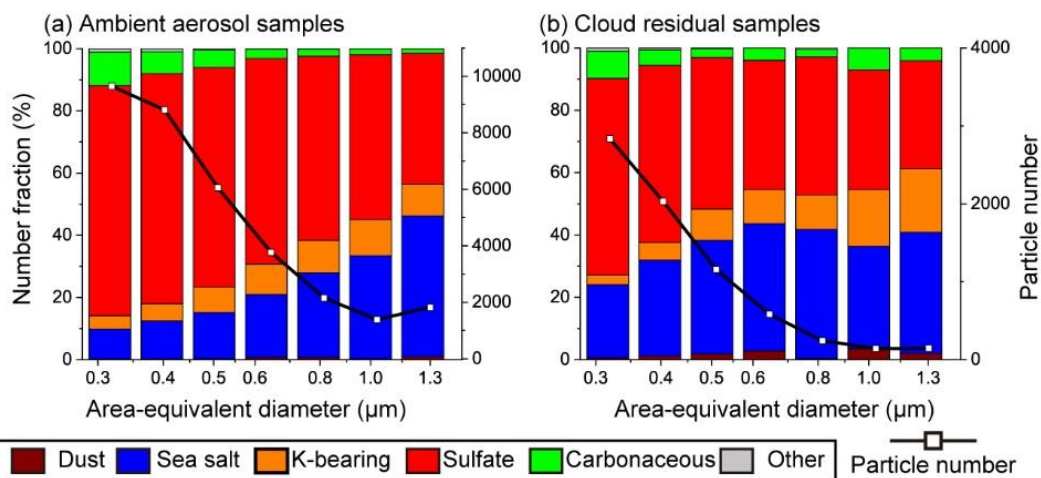 (a) Ambient aerosol samples
(b) Cloud residual samples
Number fraction (%)
100
80
60
40
20
0
10000
8000
6000
4000
2000
0
0.3 0.4 0.5 0.6 0.8 1.0 1.3
Area-equivalent diameter (µm)
100
80
60
40
20
0
4000
2000
0
Particle number
0.3 0.4 0.5 0.6 0.8 1.0 1.3
Area-equivalent diameter (µm)
Dust Sea salt K-bearing Sulfate Carbonaceous Other Particle number